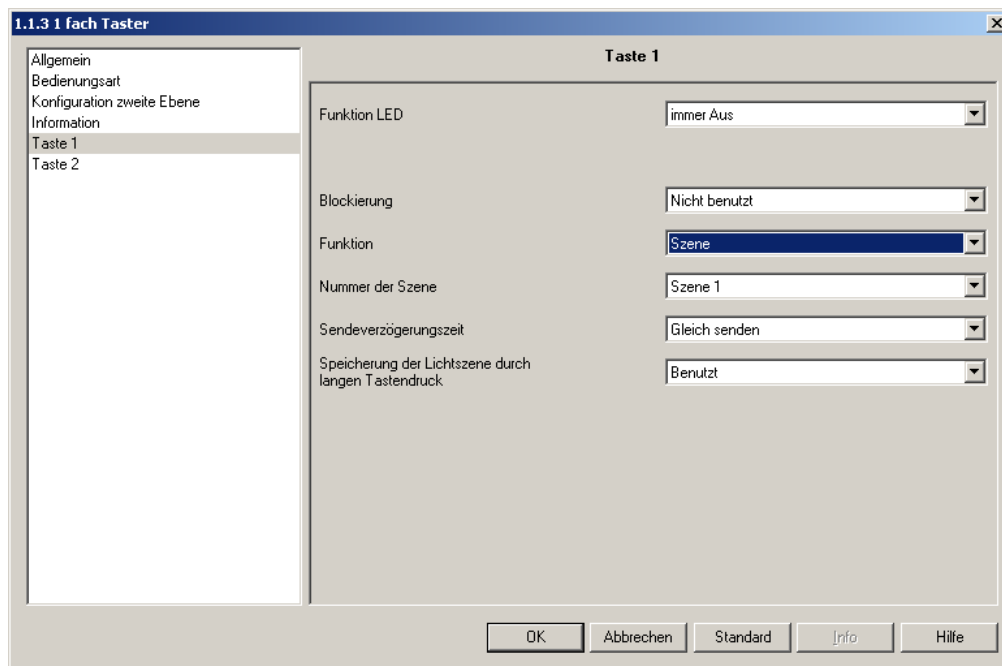 1.1.3 1 fach Taster
Allgemein
Bedienungsart
Konfiguration zweite Ebene
Information
Taste 1
Taste 2
Taste 1
Funktion LED
immer Aus
Blockierung
Nicht benutzt
Funktion
Szene
Nummer der Szene
Szene 1
Sendeverzögerungszeit
Gleich senden
Speicherung der Lichtszene durch
langen Tastendruck
Benutzt
OK
Abbrechen
Standard
Info
Hilfe